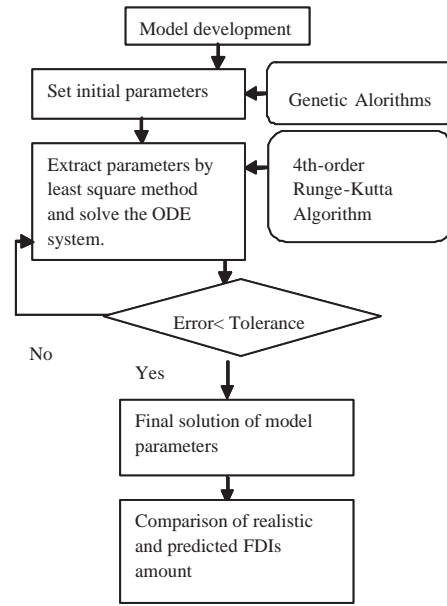 Model development
Set initial parameters
Genetic Alorithms
Extract parameters by
least square method
and solve the ODE
system.
4th-order
Runge-Kutta
Algorithm
Error< Tolerance
No
Yes
Final solution of model
parameters
Comparison of realistic
and predicted FDIs
amount